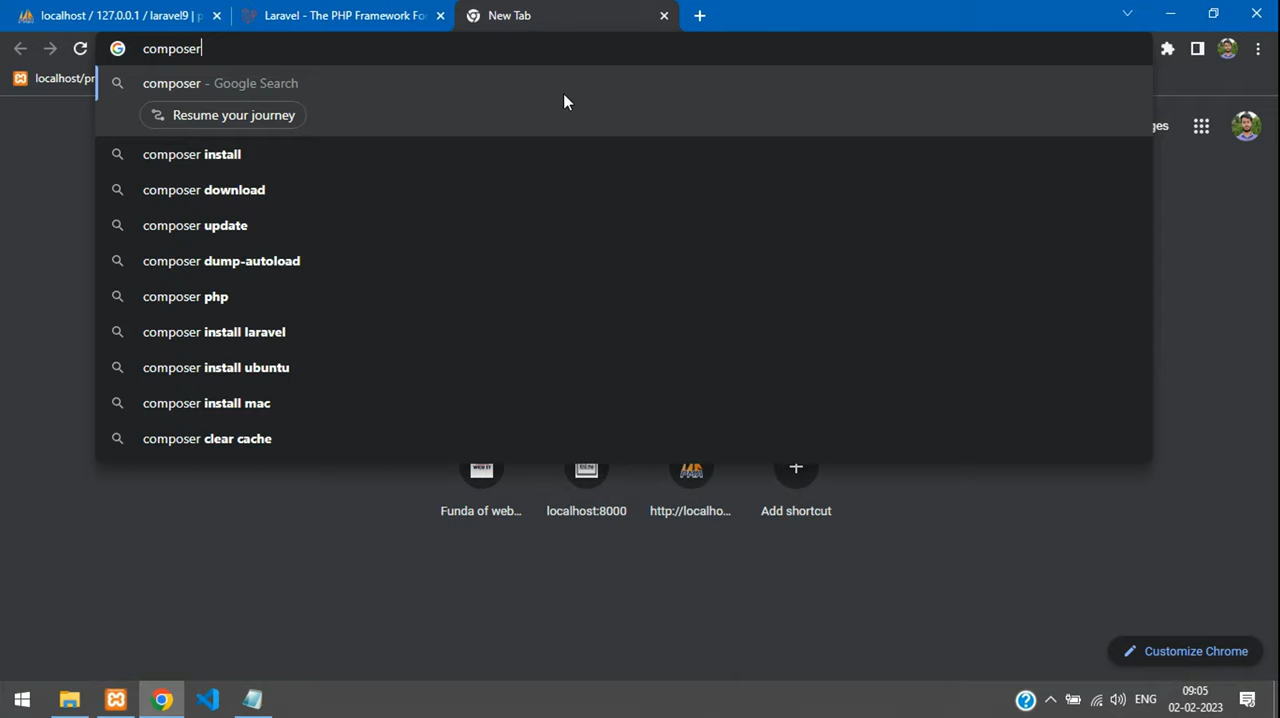 localhost / 127.0.0.1 / laravel9 | p
Laravel - The PHP Framework Fo
New Tab
composer
localhost/pr
composer - Google Search
Resume your journey
composer install
composer download
composer update
composer dump-autoload
composer php
composer install laravel
composer install ubuntu
composer install mac
composer clear cache
ges
Funda of web...
localhost:8000
http://localho...
Add shortcut
Customize Chrome
ENG
09:05
02-02-2023